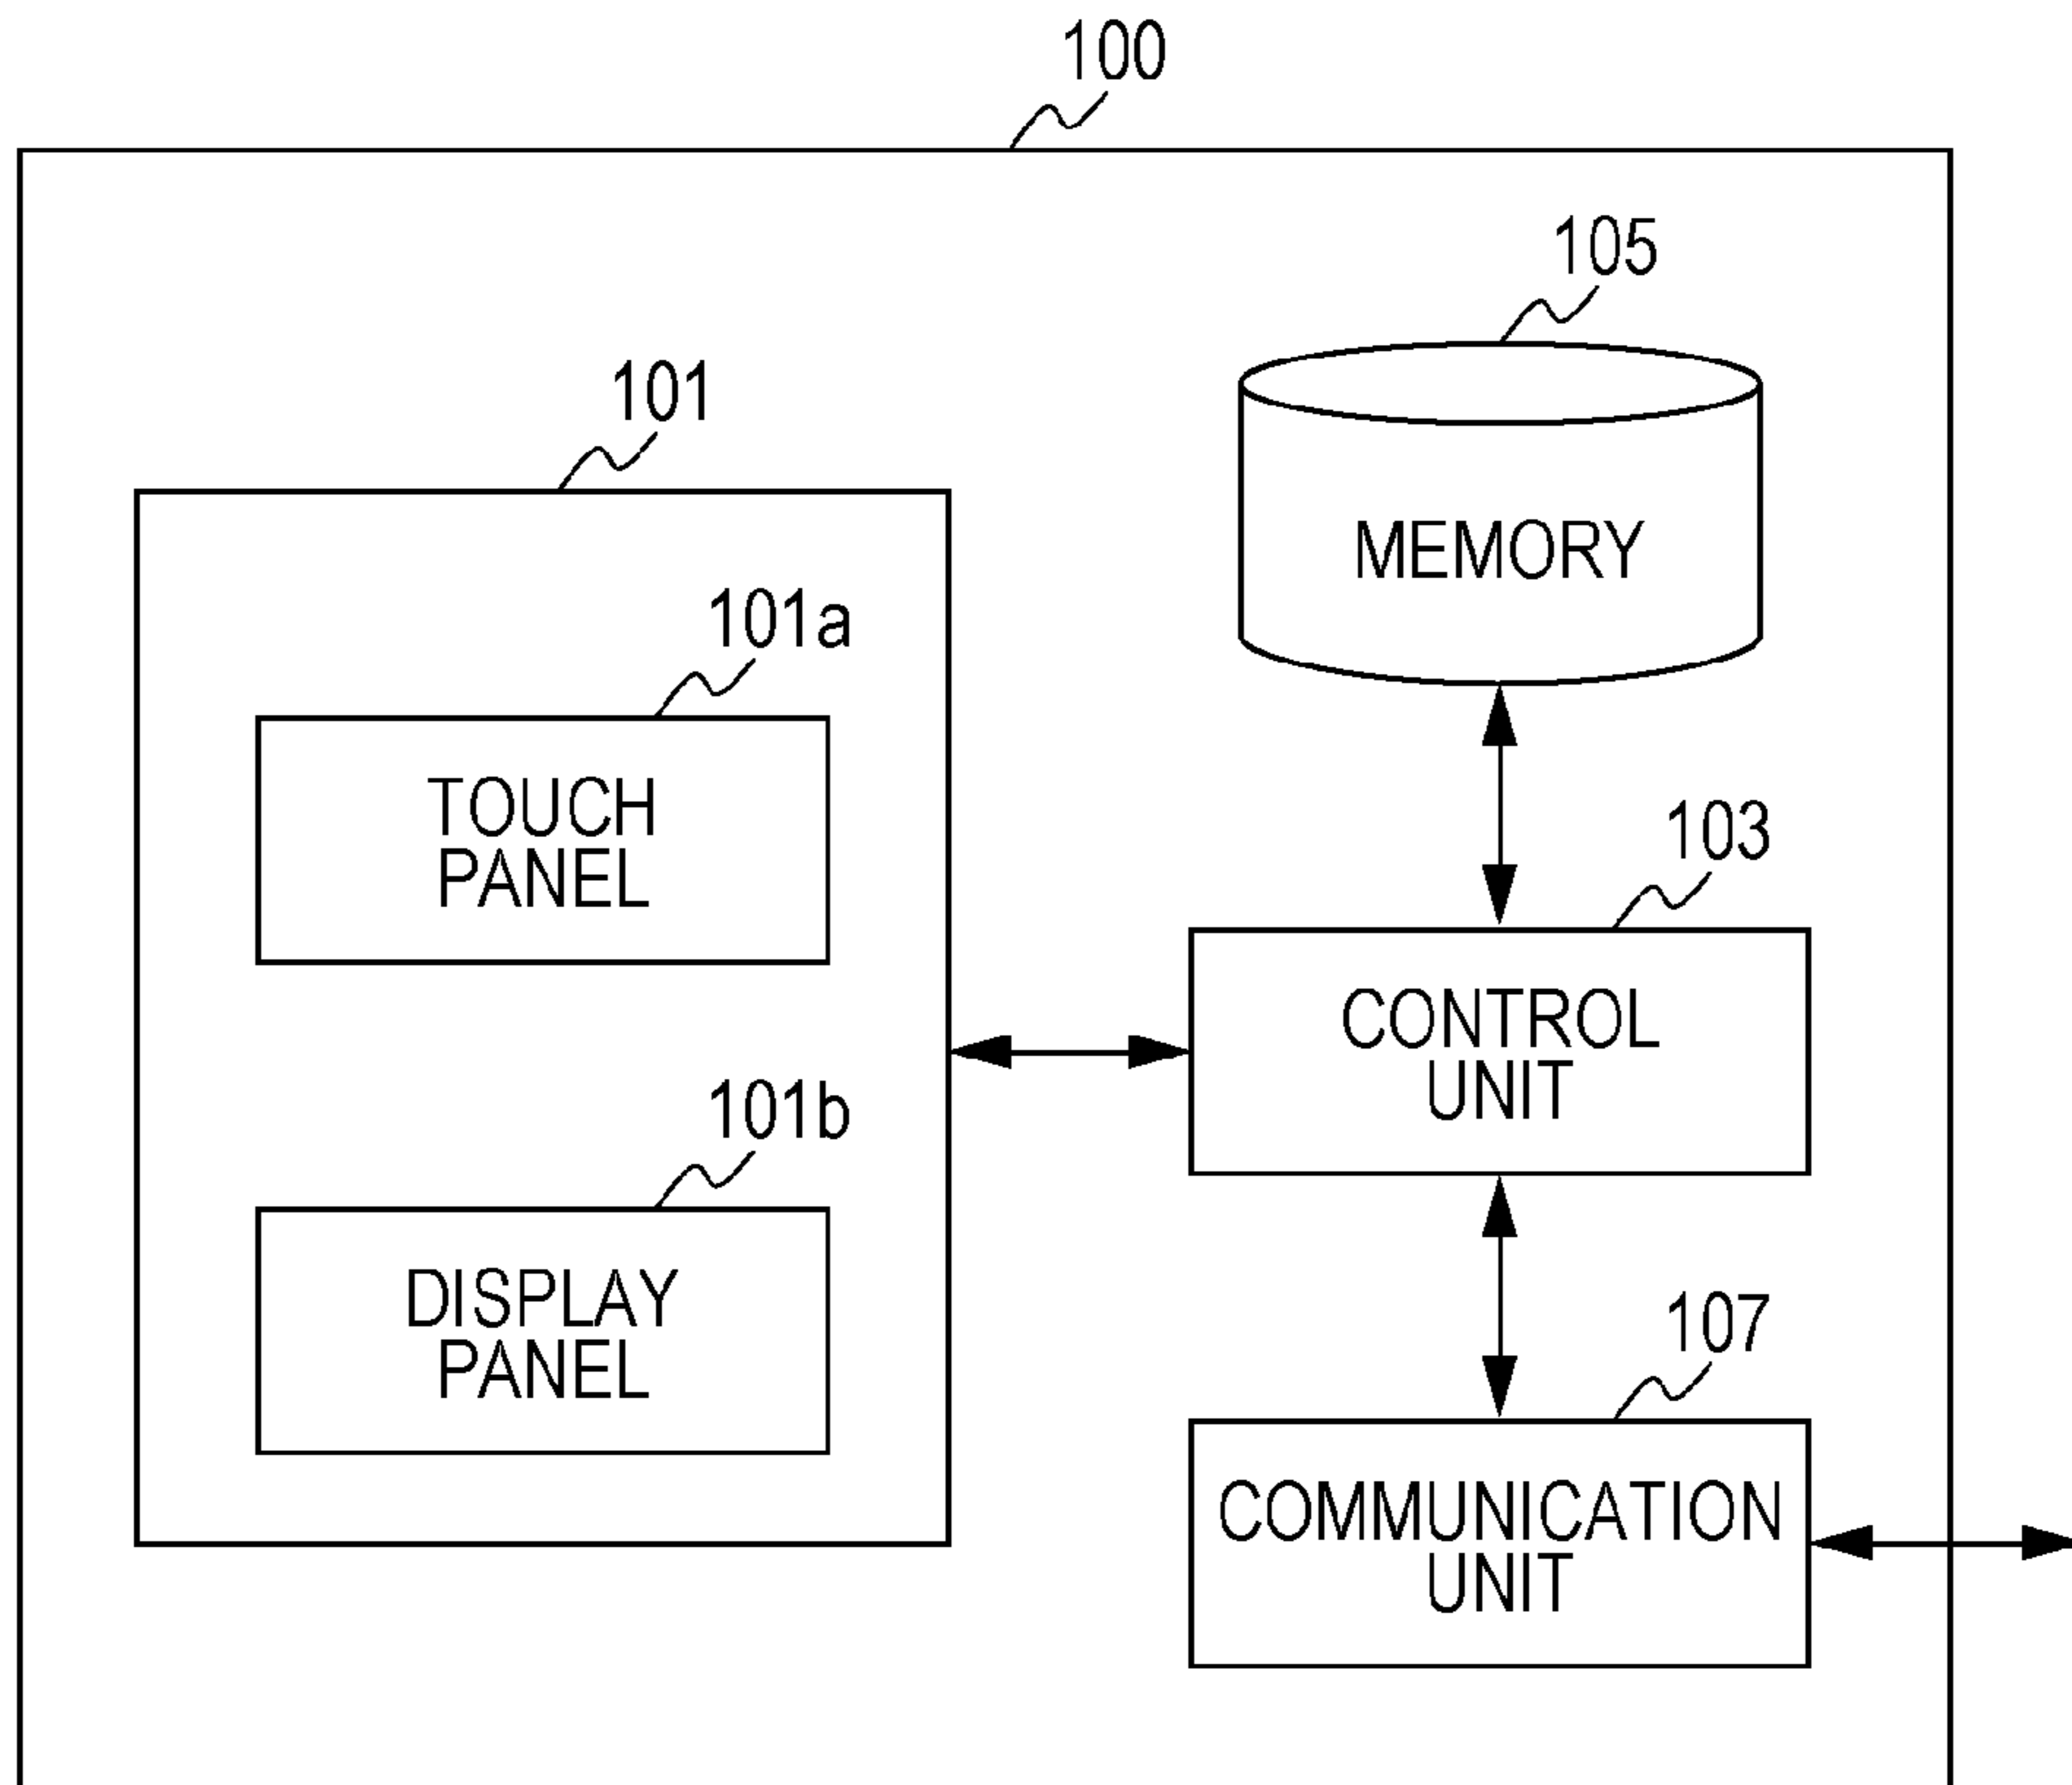 100
105
MEMORY
101
101a
TOUCH
PANEL
103
CONTROL
UNIT
101b
DISPLAY
PANEL
107
COMMUNICATION
UNIT